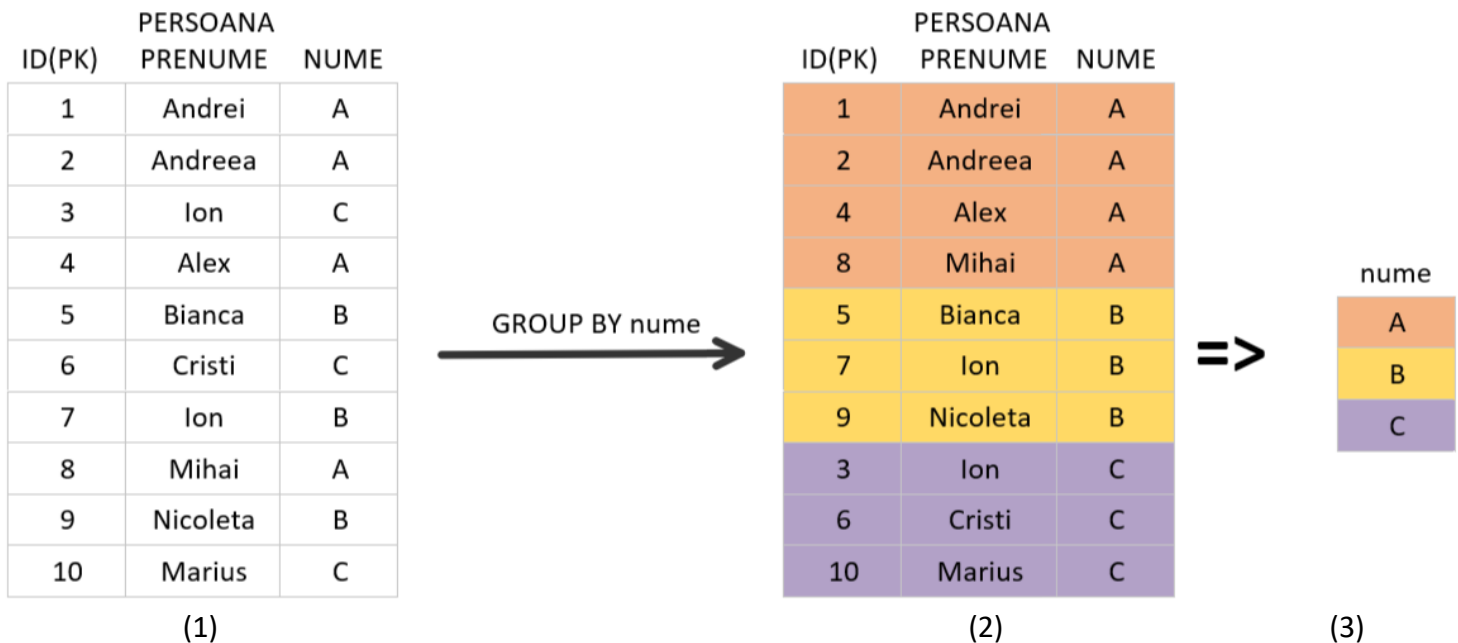 PERSOANA
ID(PK) PRENUME NUME
1 Andrei A
2 Andreea A
3 Ion C
4 Alex A
5 Bianca B
6 Cristi C
7 Ion B
8 Mihai A
9 Nicoleta B
10 Marius C
(1)
GROUP BY nume
PERSOANA
ID(PK) PRENUME NUME
1 Andrei A
2 Andreea A
4 Alex A
8 Mihai A
5 Bianca B
7 Ion B
9 Nicoleta B
3 Ion C
6 Cristi C
10 Marius C
(2)
=>
nume
A
B
C
(3)